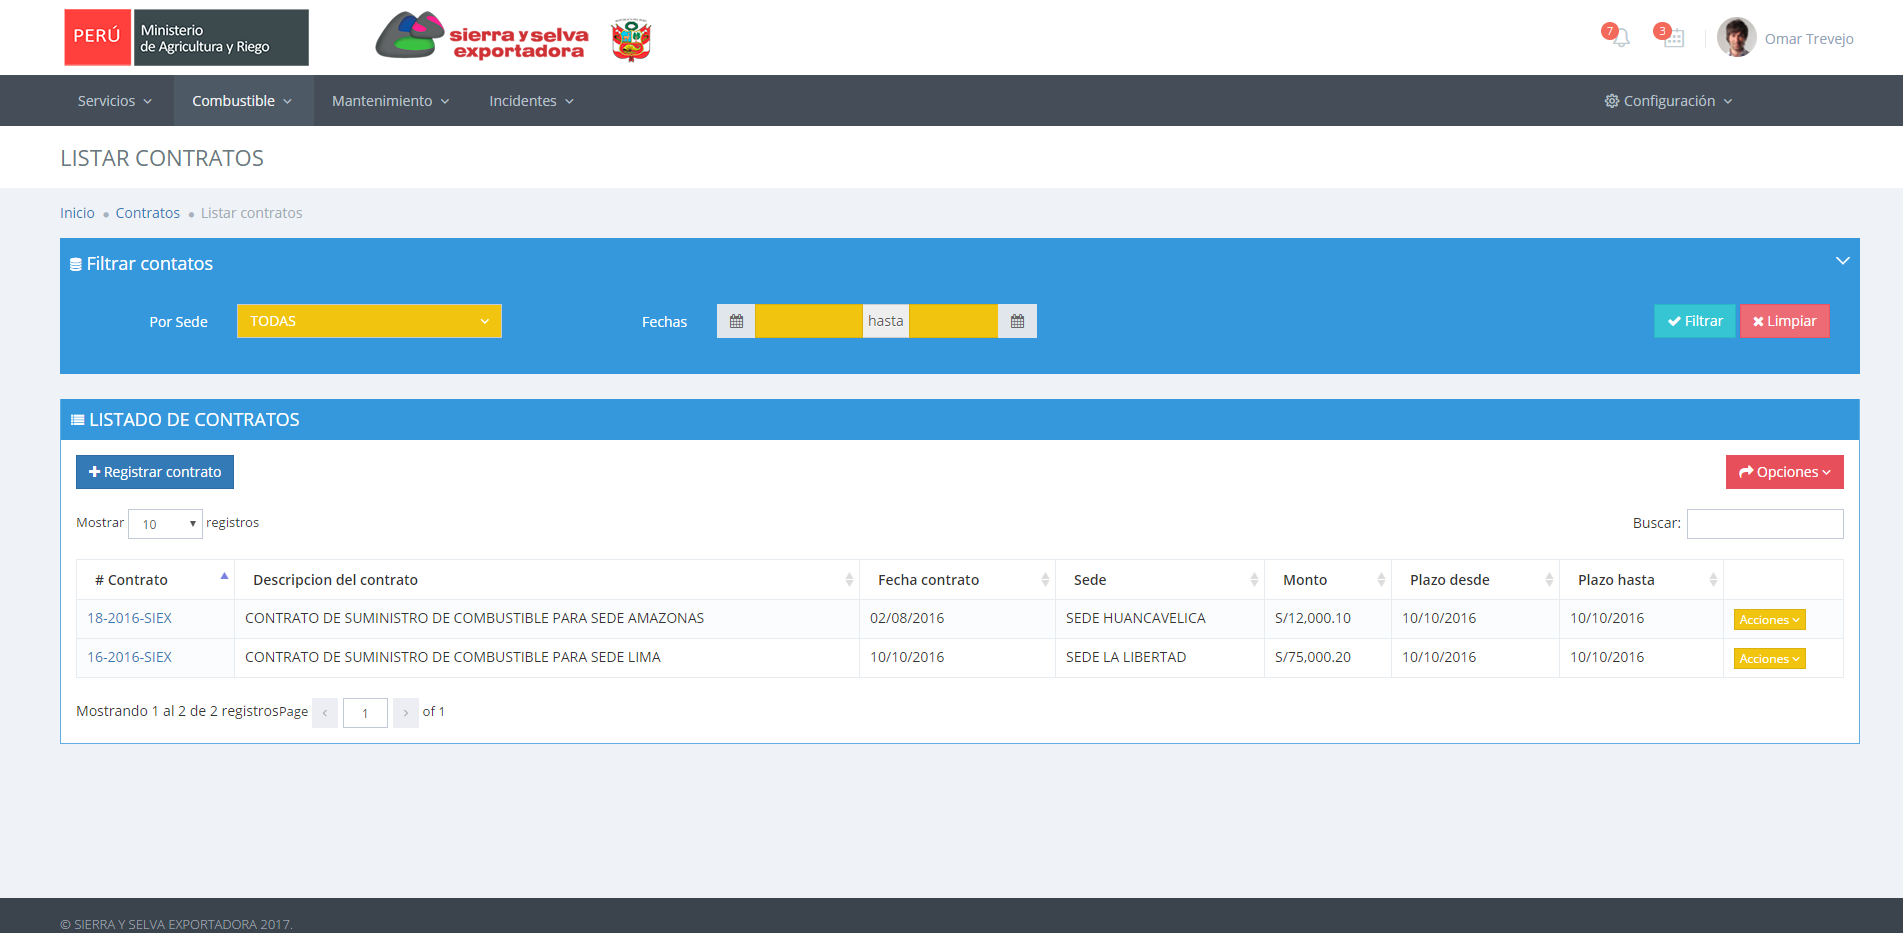 PERÚ
Ministerio
de Agricultura y Riego
sierra y selva
exportadora
7
3
Omar Trevejo
Servicios
Combustible
Mantenimiento
Incidentes
Configuración
LISTAR CONTRATOS
Inicio
Contratos
Listar contratos
Filtrar contatos
Por Sede
TODAS
Fechas
hasta
Filtrar
Limpiar
LISTADO DE CONTRATOS
Registrar contrato
Opciones
Mostrar 10 registros
Buscar:
# Contrato Descripcion del contrato Fecha contrato Sede Monto Plazo desde Plazo hasta
18-2016-SIEX CONTRATO DE SUMINISTRO DE COMBUSTIBLE PARA SEDE AMAZONAS 02/08/2016 SEDE HUANCAVELICA S/12,000.10 10/10/2016 10/10/2016 Acciones
16-2016-SIEX CONTRATO DE SUMINISTRO DE COMBUSTIBLE PARA SEDE LIMA 10/10/2016 SEDE LA LIBERTAD S/75,000.20 10/10/2016 10/10/2016 Acciones
Mostrando 1 al 2 de 2 registrosPage 1 of 1
© SIERRA Y SELVA EXPORTADORA 2017.